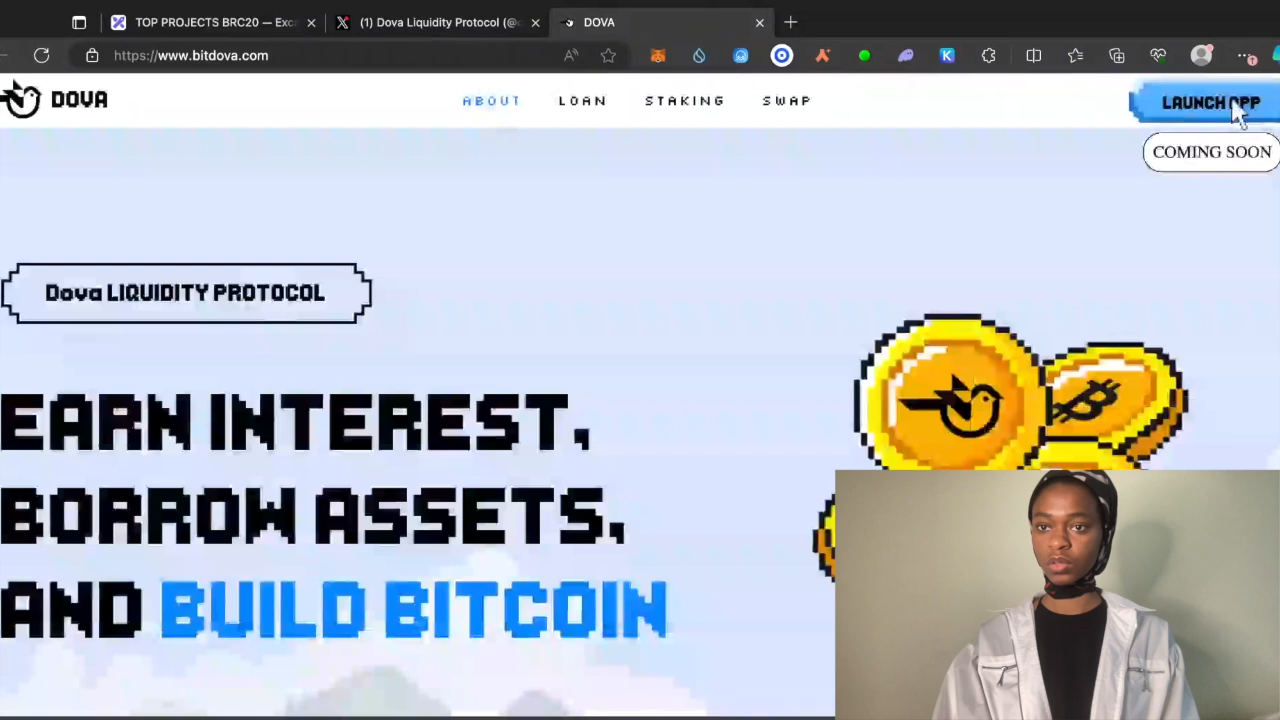 TOP PROJECTS BRC20 — Exca
(1) Dova Liquidity Protocol (@
DOVA
https://www.bitdova.com
DOVA
ABOUT
LOAN
STAKING
SWAP
LAUNCH APP
COMING SOON
Dova LIQUIDITY PROTOCOL
EARN INTEREST,
BORROW ASSETS,
AND BUILD BITCOIN